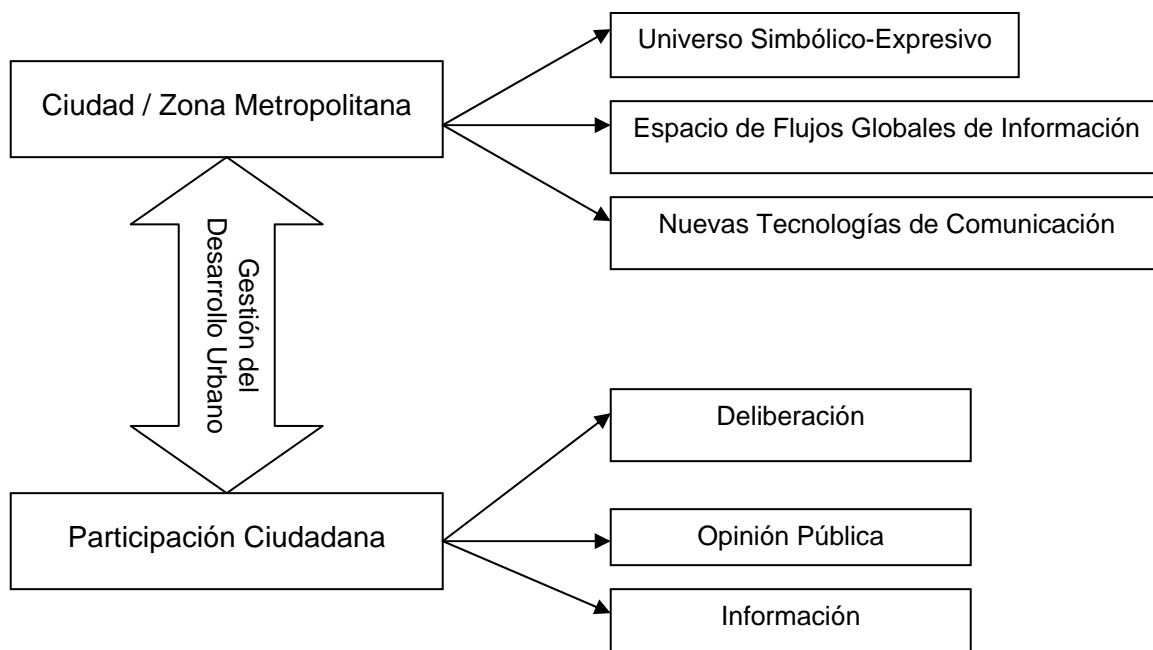 Universo Simbólico-Expresivo
Ciudad / Zona Metropolitana
Espacio de Flujos Globales de Información
Nuevas Tecnologías de Comunicación
Gestión del
Desarrollo Urbano
Deliberación
Participación Ciudadana
Opinión Pública
Información